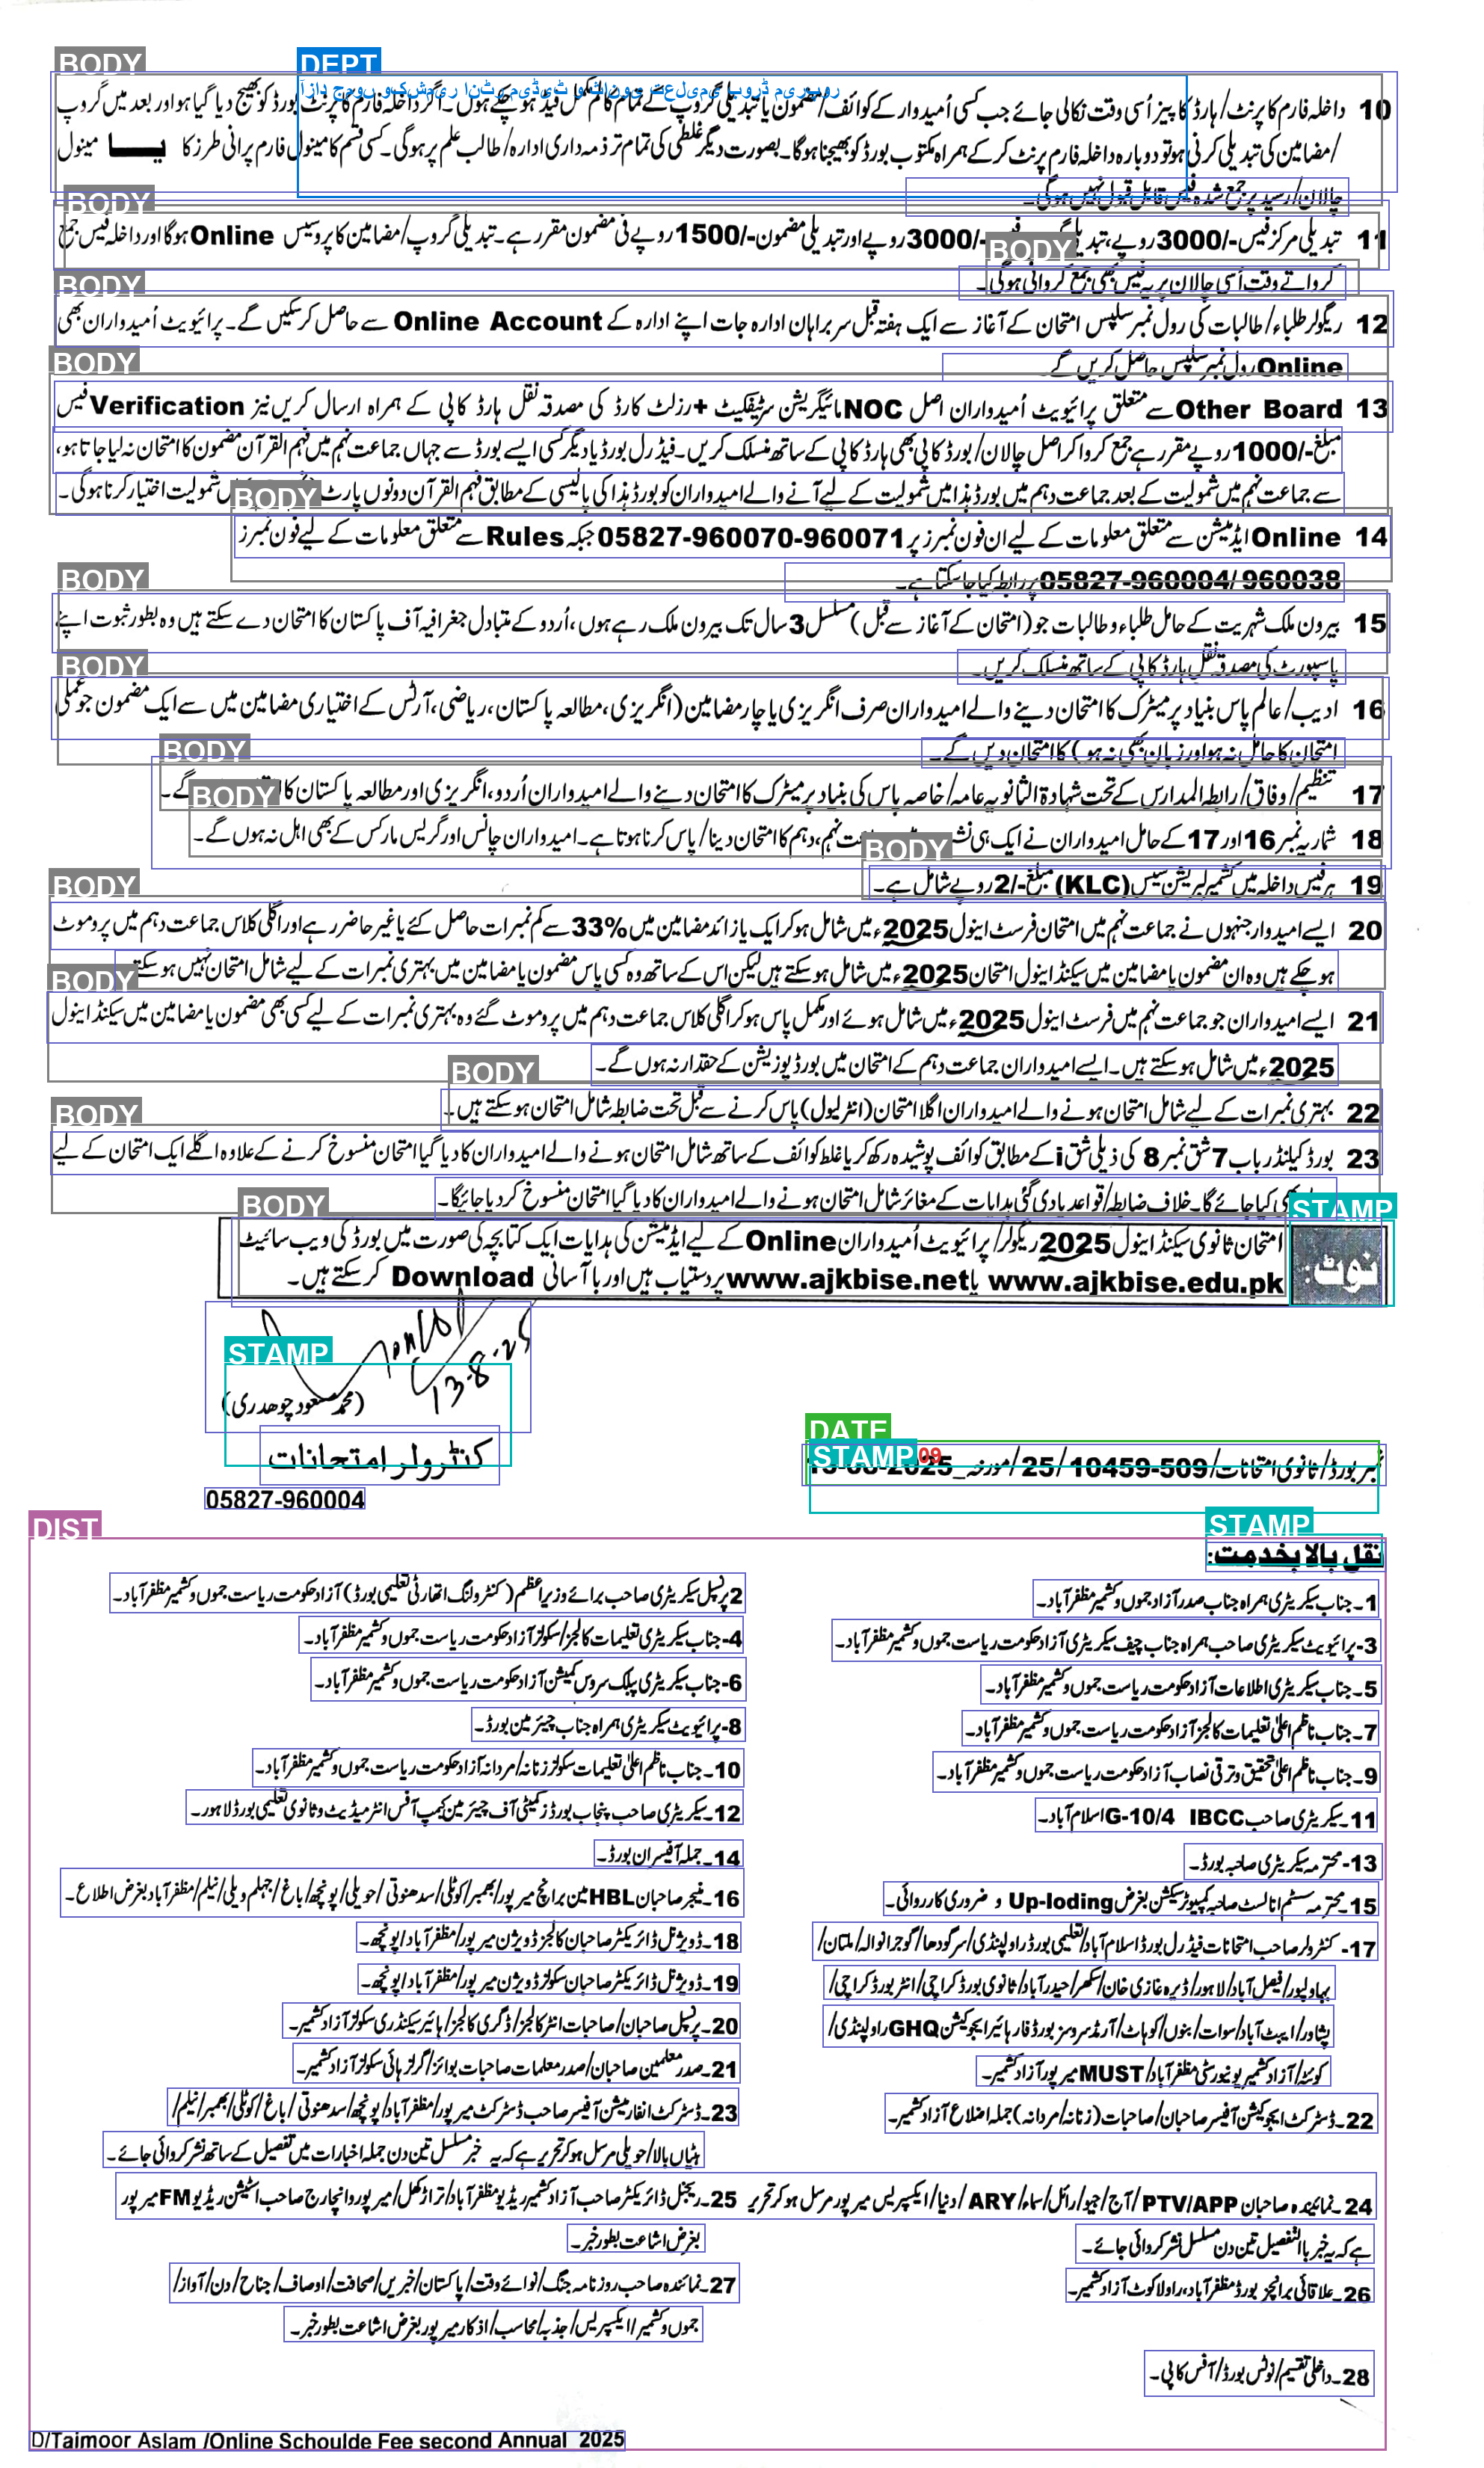 10 داخلہ فارم کا پرنٹ/ہارڈ کاپیز اُسی وقت نکالی جائے جب کسی اُمیدوار کے کوائف/مضمون یا تبدیلی گروپ کے تمام کالم مکمل فیڈ ہو چکے ہوں۔ اگر داخلہ فارم کا پرنٹ بورڈ کو بھیج دیا گیا ہو اور بعد میں گروپ
/مضامین کی تبدیلی کرنی ہو تو دوبارہ داخلہ فارم پرنٹ کر کے ہمراہ مکتوب بورڈ کو بھیجنا ہوگا۔ بصورت دیگر غلطی کی تمام تر ذمہ داری ادارہ/طالب علم پر ہوگی۔ کسی قسم کا مینول فارم پرانی طرز کا یــا مینول
چالان/رسید پر جمع شدہ فیس قابل قبول نہیں ہوگی۔
11 تبدیلی مرکز فیس -/3000 روپے، تبدیلی -/3000 روپے اور تبدیلی مضمون -/1500 روپے فی مضمون مقرر ہے۔ تبدیلی گروپ/مضامین کا پروسیس Online ہوگا اور داخلہ فیس جمع
کرواتے وقت اُسی چالان پر یہ فیس بھی جمع کروانی ہوگی۔
12 ریگولر طلباء/طالبات کی رول نمبر سلپس امتحان کے آغاز سے ایک ہفتہ قبل سربراہان ادارہ جات اپنے ادارہ کے Online Account سے حاصل کر سکیں گے۔ پرائیویٹ اُمیدواران بھی
Online رول نمبر سلپس حاصل کریں گے۔
13 Other Board سے متعلق پرائیویٹ اُمیدواران اصل NOC مائیگریشن سرٹیفکیٹ + رزلٹ کارڈ کی مصدقہ نقل ہارڈ کاپی کے ہمراہ ارسال کریں نیز Verification فیس
مبلغ -/1000 روپے مقرر ہے جمع کروا کر اصل چالان/بورڈ کاپی بھی ہارڈ کاپی کے ساتھ منسلک کریں۔ فیڈرل بورڈ یا دیگر کسی ایسے بورڈ سے جہاں جماعت نہم میں فہم القرآن مضمون کا امتحان نہ لیا جاتا ہو،
سے جماعت نہم میں شمولیت کے بعد جماعت دہم میں بورڈ ہذا میں شمولیت کے لیے آنے والے امیدواران کو بورڈ ہذا کی پالیسی کے مطابق فہم القرآن دونوں پارٹ شمولیت اختیار کرنا ہوگی۔
14 Online ایڈمیشن سے متعلق معلومات کے لیے ان فون نمبرز پر 05827-960070-960071 جبکہ Rules سے متعلق معلومات کے لیے فون نمبرز
05827-960004/960038 پر رابطہ کیا جا سکتا ہے۔
15 بیرون ملک شہریت کے حامل طلباء و طالبات جو (امتحان کے آغاز سے قبل) مسلسل 3 سال تک بیرون ملک رہے ہوں، اُردو کے متبادل جغرافیہ آف پاکستان کا امتحان دے سکتے ہیں وہ بطور ثبوت اپنے
پاسپورٹ کی مصدقہ نقل ہارڈ کاپی کے ساتھ منسلک کریں۔
16 ادیب/عالم پاس بنیاد پر میٹرک کا امتحان دینے والے امیدواران صرف انگریزی یا چار مضامین (انگریزی، مطالعہ پاکستان، ریاضی، آرٹس کے اختیاری مضامین میں سے ایک مضمون جو عملی
امتحان کا حامل نہ ہو اور زبان بھی نہ ہو) کا امتحان دیں گے۔
17 تنظیم/وفاق/رابطۃ المدارس کے تحت شہادۃ الثانویہ عامہ/خاصہ پاس کی بنیاد پر میٹرک کا امتحان دینے والے امیدواران اُردو، انگریزی اور مطالعہ پاکستان کا گے۔
18 شمار یہ نمبر 16 اور 17 کے حامل امیدواران نے ایک ہی نہم، دہم کا امتحان دینا/پاس کرنا ہوتا ہے۔ امیدواران چانس اور گریس مارکس کے بھی اہل نہ ہوں گے۔
19 ہر فیس داخلہ میں کشمیر لبریشن سیس (KLC) مبلغ -/2 روپے شامل ہے۔
20 ایسے امیدوار جنہوں نے جماعت نہم میں امتحان فرسٹ اینول 2025ء میں شامل ہو کر ایک یا زائد مضامین میں %33 سے کم نمبرات حاصل کئے یا غیر حاضر رہے اور اگلی کلاس جماعت دہم میں پروموٹ
ہو چکے ہیں وہ ان مضمون یا مضامین میں سیکنڈ اینول امتحان 2025ء میں شامل ہو سکتے ہیں لیکن اس کے ساتھ وہ کسی پاس مضمون یا مضامین میں بہتری نمبرات کے لیے شامل امتحان نہیں ہو سکتے
21 ایسے امیدواران جو جماعت نہم میں فرسٹ اینول 2025ء میں شامل ہوئے اور مکمل پاس ہو کر اگلی کلاس جماعت دہم میں پروموٹ گئے وہ بہتری نمبرات کے لیے کسی بھی مضمون یا مضامین میں سیکنڈ اینول
2025ء میں شامل ہو سکتے ہیں۔ ایسے امیدواران جماعت دہم کے امتحان میں بورڈ پوزیشن کے حقدار نہ ہوں گے۔
22 بہتری نمبرات کے لیے شامل امتحان ہونے والے امیدواران اگلا امتحان (انٹر لیول) پاس کرنے سے قبل تحت ضابطہ شامل امتحان ہو سکتے ہیں۔
23 بورڈ کیلنڈر باب 7 شق نمبر 8 کی ذیلی شق i کے مطابق کوائف پوشیدہ رکھ کر یا غلط کوائف کے ساتھ شامل امتحان ہونے والے امیدواران کا دیا گیا امتحان منسوخ کرنے کے علاوہ اگلے ایک امتحان کے لیے
بھی کیا جائے گا۔ خلاف ضابطہ/قواعد یا دی گئی ہدایات کے مغائر شامل امتحان ہونے والے امیدواران کا دیا گیا امتحان منسوخ کر دیا جائیگا۔
نوٹ:
امتحان ثانوی سیکنڈ اینول 2025 ریگولر/پرائیویٹ اُمیدواران Online کے لیے ایڈمیشن کی ہدایات ایک کتابچہ کی صورت میں بورڈ کی ویب سائیٹ
www.ajkbise.edu.pk یا www.ajkbise.net پر دستیاب ہیں اور بآسانی Download کر سکتے ہیں۔
13-8-25
(محمد مسعود چوھدری)
کنٹرولر امتحانات
05827-960004
نمبر بورڈ/ثانوی امتحانات/10459-509/25/مورخہ 2025
نقل بالا بخدمت:
1۔ جناب سیکریٹری ہمراہ جناب صدر آزاد جموں و کشمیر مظفرآباد۔
2 پرنسپل سیکریٹری صاحب برائے وزیر اعظم (کنٹرولنگ اتھارٹی تعلیمی بورڈ) آزاد حکومت ریاست جموں و کشمیر مظفرآباد۔
3- پرائیویٹ سیکریٹری صاحب ہمراہ جناب چیف سیکریٹری آزاد حکومت ریاست جموں و کشمیر مظفرآباد۔
4- جناب سیکریٹری تعلیمات کالجز/سکولز آزاد حکومت ریاست جموں و کشمیر مظفرآباد۔
5۔ جناب سیکریٹری اطلاعات آزاد حکومت ریاست جموں و کشمیر مظفرآباد۔
6- جناب سیکریٹری پبلک سروس کمیشن آزاد حکومت ریاست جموں و کشمیر مظفرآباد۔
7۔ جناب ناظم اعلیٰ تعلیمات کالجز آزاد حکومت ریاست جموں و کشمیر مظفرآباد۔
8- پرائیویٹ سیکریٹری ہمراہ جناب چیئرمین بورڈ۔
9۔ جناب ناظم اعلیٰ تحقیق و ترقی نصاب آزاد حکومت ریاست جموں و کشمیر مظفرآباد۔
10۔ جناب ناظم اعلیٰ تعلیمات سکولز زنانہ/مردانہ آزاد حکومت ریاست جموں و کشمیر مظفرآباد۔
11۔ سیکریٹری صاحب IBCC G-10/4 اسلام آباد۔
12۔ سیکریٹری صاحب پنجاب بورڈز کمیٹی آف چیئرمین کیمپ آفس انٹرمیڈیٹ و ثانوی تعلیمی بورڈ لاہور۔
13- محترمہ سیکریٹری صاحبہ بورڈ۔
14۔ جملہ آفیسران بورڈ۔
15۔ محترمہ سسٹم انالسٹ صاحبہ کمپیوٹر سیکشن بغرض Up-loding و ضروری کارروائی۔
16۔ منیجر صاحبان HBL مین برانچ میرپور/بھمبر/کوٹلی/سدھنوتی/حویلی/پونچھ/باغ/جہلم ویلی/نیلم/مظفرآباد بغرض اطلاع۔
17- کنٹرولر صاحب امتحانات فیڈرل بورڈ اسلام آباد/تعلیمی بورڈ راولپنڈی/سرگودھا/گوجرانوالہ/ملتان/
بہاولپور/فیصل آباد/لاہور/ڈیرہ غازی خان/سکھر/حیدرآباد/ثانوی بورڈ کراچی/انٹر بورڈ کراچی/
پشاور/ایبٹ آباد/سوات/بنوں/کوہاٹ/آرمڈ سروسز بورڈ فار ہائیر ایجوکیشن GHQ راولپنڈی/
کوئٹہ/آزاد کشمیر یونیورسٹی مظفرآباد/MUST میرپور آزاد کشمیر۔
18۔ ڈویژنل ڈائریکٹر صاحبان کالجز ڈویژن میرپور/مظفرآباد/پونچھ۔
19۔ ڈویژنل ڈائریکٹر صاحبان سکولز ڈویژن میرپور/مظفرآباد/پونچھ۔
20۔ پرنسپل صاحبان/صاحبات انٹر کالجز/ڈگری کالجز/ہائیر سیکنڈری سکولز آزاد کشمیر۔
21۔ صدر معلمین صاحبان/صدر معلمات صاحبات بوائز/گرلز ہائی سکولز آزاد کشمیر۔
22۔ ڈسٹرکٹ ایجوکیشن آفیسر صاحبان/صاحبات (زنانہ/مردانہ) جملہ اضلاع آزاد کشمیر۔
23۔ ڈسٹرکٹ انفارمیشن آفیسر صاحب ڈسٹرکٹ میرپور/مظفرآباد/پونچھ/سدھنوتی/باغ/کوٹلی/بھمبر/نیلم/
ہٹیاں بالا/حویلی مرسل ہو کر تحریر ہے کہ یہ خبر مسلسل تین دن جملہ اخبارات میں تفصیل کے ساتھ نشر کروائی جائے۔
24۔ نمائیندہ صاحبان PTV/APP/آج/جیو/رائل/سماء/ARY/دنیا/ایکسپریس میرپور مرسل ہو کر تحریر
ہے کہ یہ خبر بالتفصیل تین دن مسلسل نشر کروائی جائے۔
25۔ ریجنل ڈائریکٹر صاحب آزاد کشمیر ریڈیو مظفرآباد/تراڑکھل/میرپور و انچارج صاحب اسٹیشن ریڈیو FM میرپور
بغرض اشاعت بطور خبر۔
26۔ علاقائی برانچز بورڈ مظفرآباد، راولاکوٹ آزاد کشمیر۔
27۔ نمائندہ صاحب روزنامہ جنگ/نوائے وقت/پاکستان/خبریں/صحافت/اوصاف/جناح/دن/آواز/
جموں و کشمیر/ایکسپریس/جذبہ/محاسب/اذکار میرپور بغرض اشاعت بطور خبر۔
28۔ داخلی تقسیم/نوٹس بورڈ/آفس کاپی۔
D/Taimoor Aslam /Online Schoulde Fee second Annual 2025